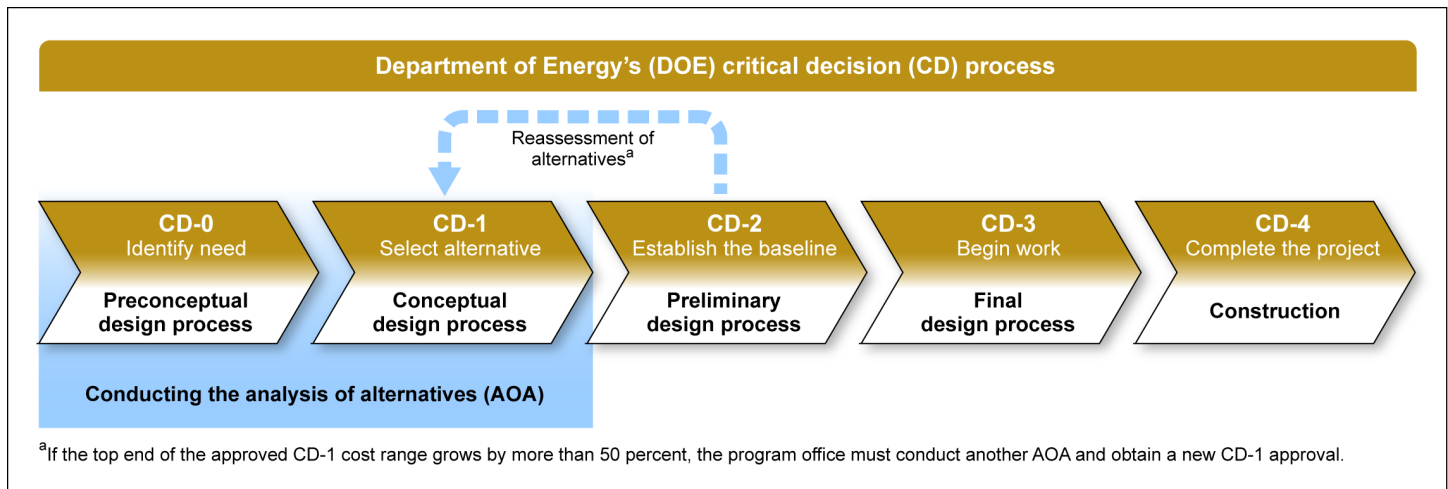 Department of Energy's (DOE) critical decision (CD) process
Reassessment of
alternativesa
CD-0
Identify need
Preconceptual
design process
CD-1
Select alternative
Conceptual
design process
CD-2
Establish the baseline
Preliminary
design process
CD-3
Begin work
Final
design process
CD-4
Complete the project
Construction
Conducting the analysis of alternatives (AOA)
aIf the top end of the approved CD-1 cost range grows by more than 50 percent, the program office must conduct another AOA and obtain a new CD-1 approval.